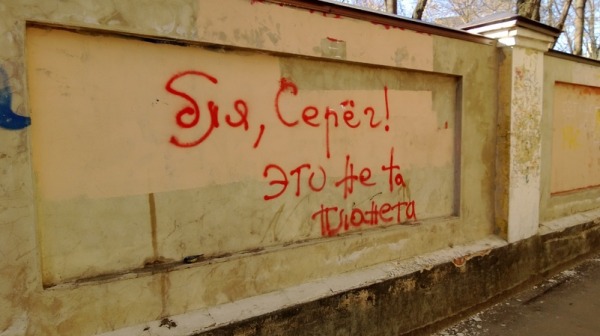 бля, Серёг!
это не та
планета